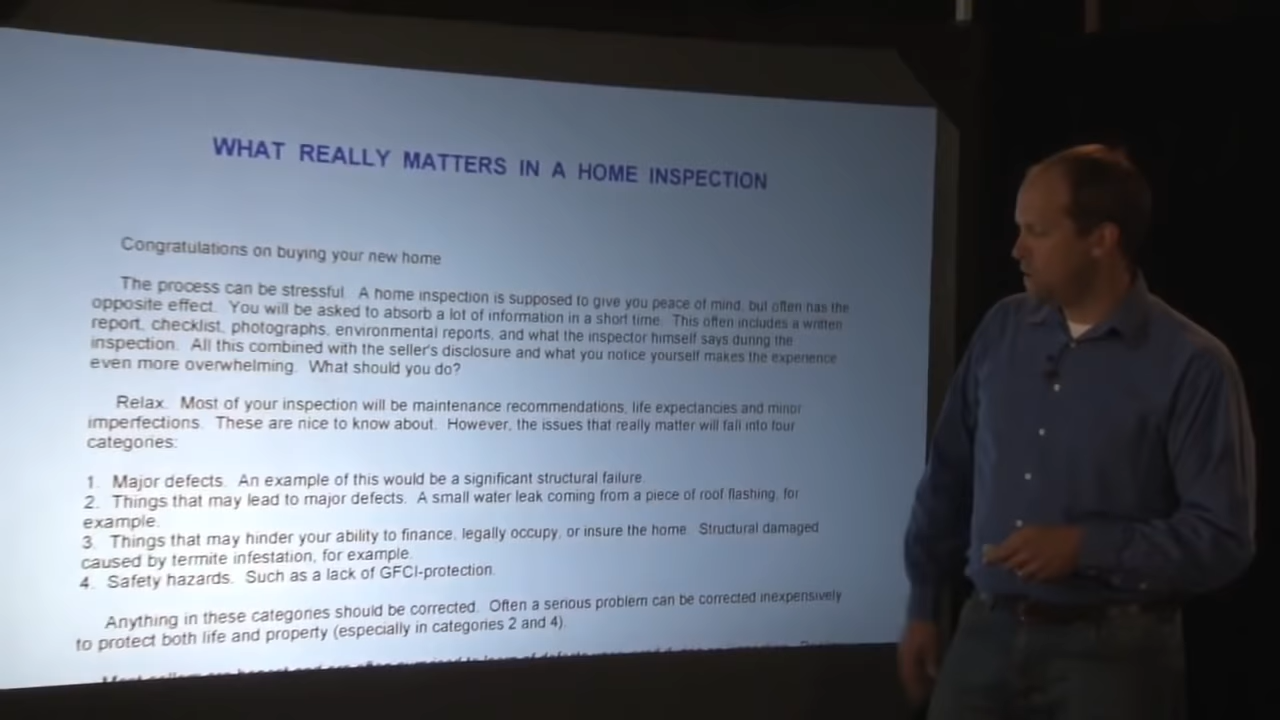 WHAT REALLY MATTERS IN A HOME INSPECTION
Congratulations on buying your new home
The process can be stressful. A home inspection is supposed to give you peace of mind, but often has the
opposite effect. You will be asked to absorb a lot of information in a short time. This often includes a written
report, checklist, photographs, environmental reports, and what the inspector himself says during the
inspection. All this combined with the seller's disclosure and what you notice yourself makes the experience
even more overwhelming. What should you do?
Relax. Most of your inspection will be maintenance recommendations, life expectancies and minor
imperfections. These are nice to know about. However, the issues that really matter will fall into four
categories:
1. Major defects. An example of this would be a significant structural failure.
2. Things that may lead to major defects. A small water leak coming from a piece of roof flashing, for
example.
3. Things that may hinder your ability to finance, legally occupy, or insure the home. Structural damaged
caused by termite infestation, for example.
4. Safety hazards. Such as a lack of GFCI-protection.
Anything in these categories should be corrected. Often a serious problem can be corrected inexpensively
to protect both life and property (especially in categories 2 and 4).